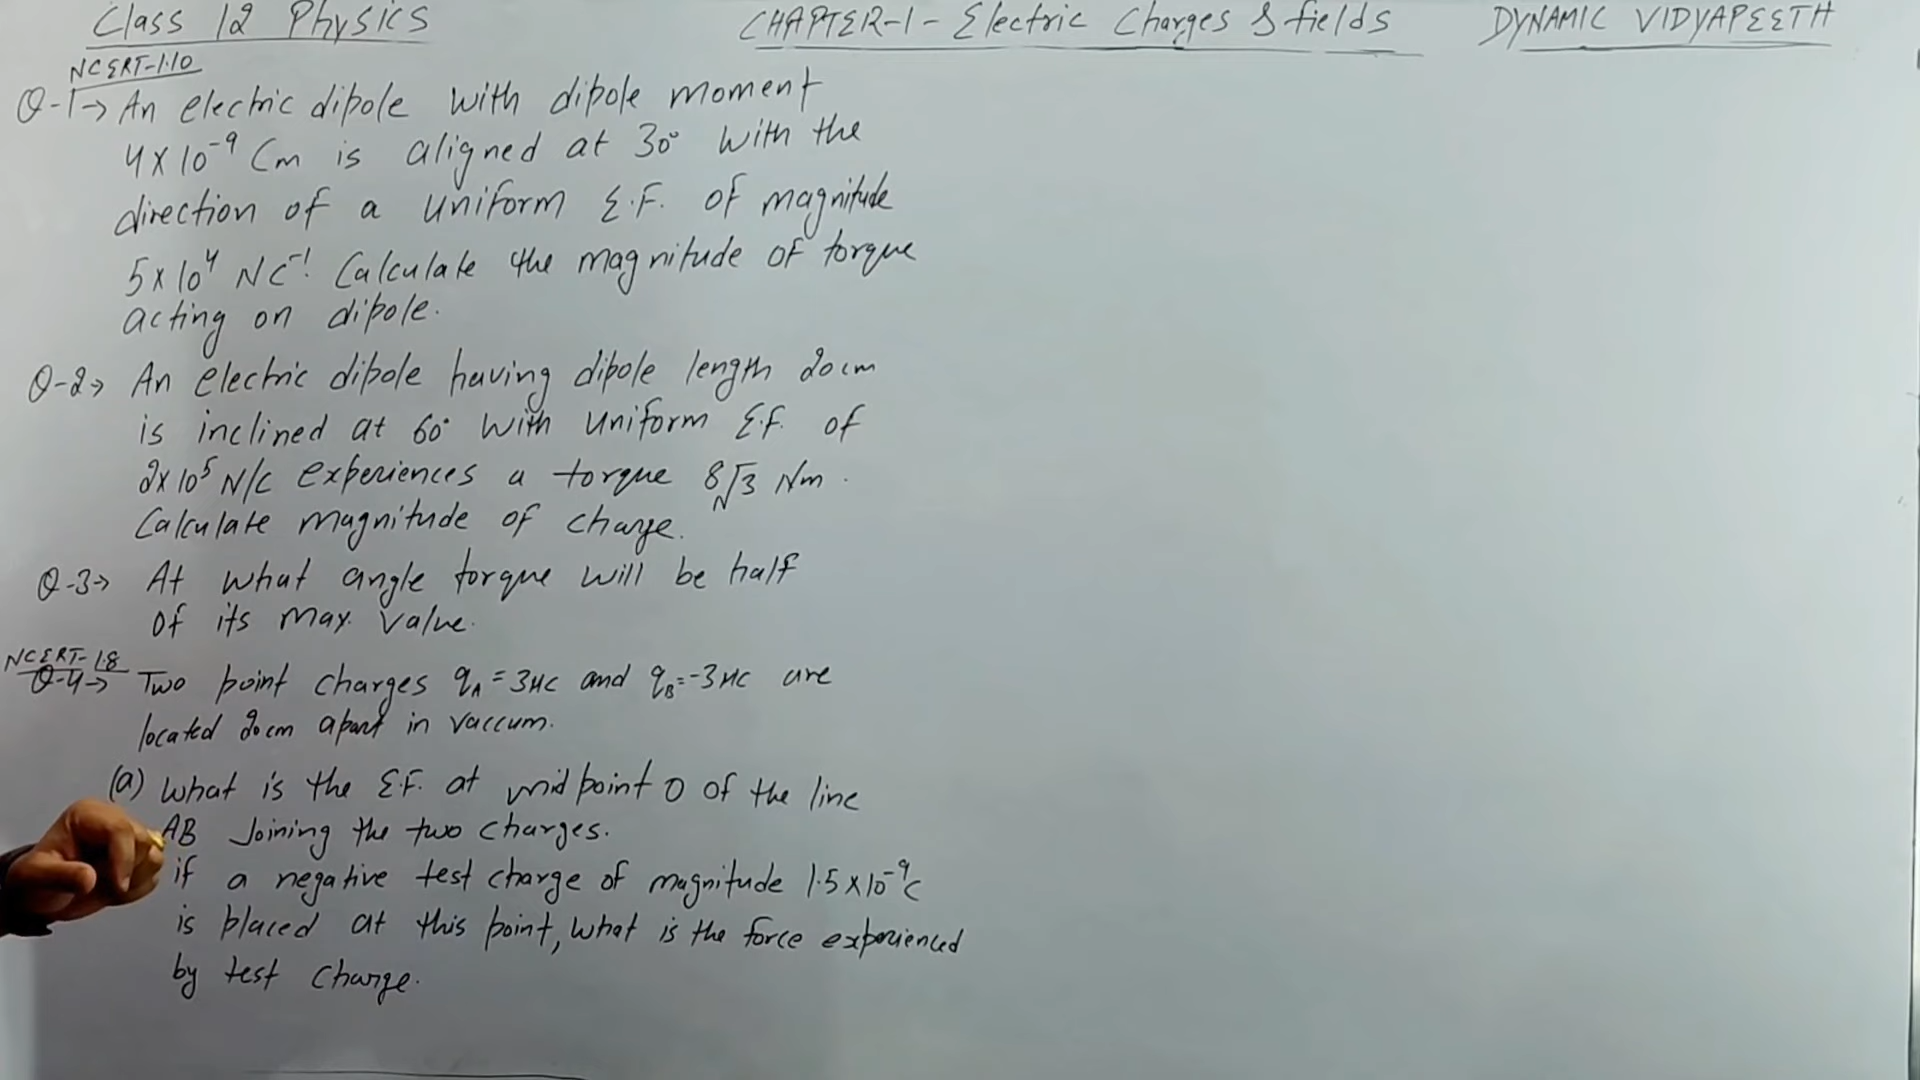 Class 12 Physics
CHAPTER-1 - Electric Charges & fields
DYNAMIC VIDYAPEETH
NCERT-1.10
Q-1→ An electric dipole with dipole moment
4×10⁻⁹ Cm is aligned at 30° with the
direction of a uniform E.F. of magnitude
5×10⁴ NC⁻¹. Calculate the magnitude of torque
acting on dipole.
Q-2→ An electric dipole having dipole length 20cm
is inclined at 60° with uniform E.F. of
2×10⁵ N/C experiences a torque 8√3 Nm.
Calculate magnitude of charge.
Q-3→ At what angle torque will be half
of its max. value.
NCERT-1.8
Q-4→ Two point charges qA = 3μC and qB = -3μC are
located 20cm apart in vaccum.
(a) What is the E.F. at midpoint O of the line
AB Joining the two charges.
if a negative test charge of magnitude 1.5×10⁻⁹C
is placed at this point, what is the force experienced
by test charge.